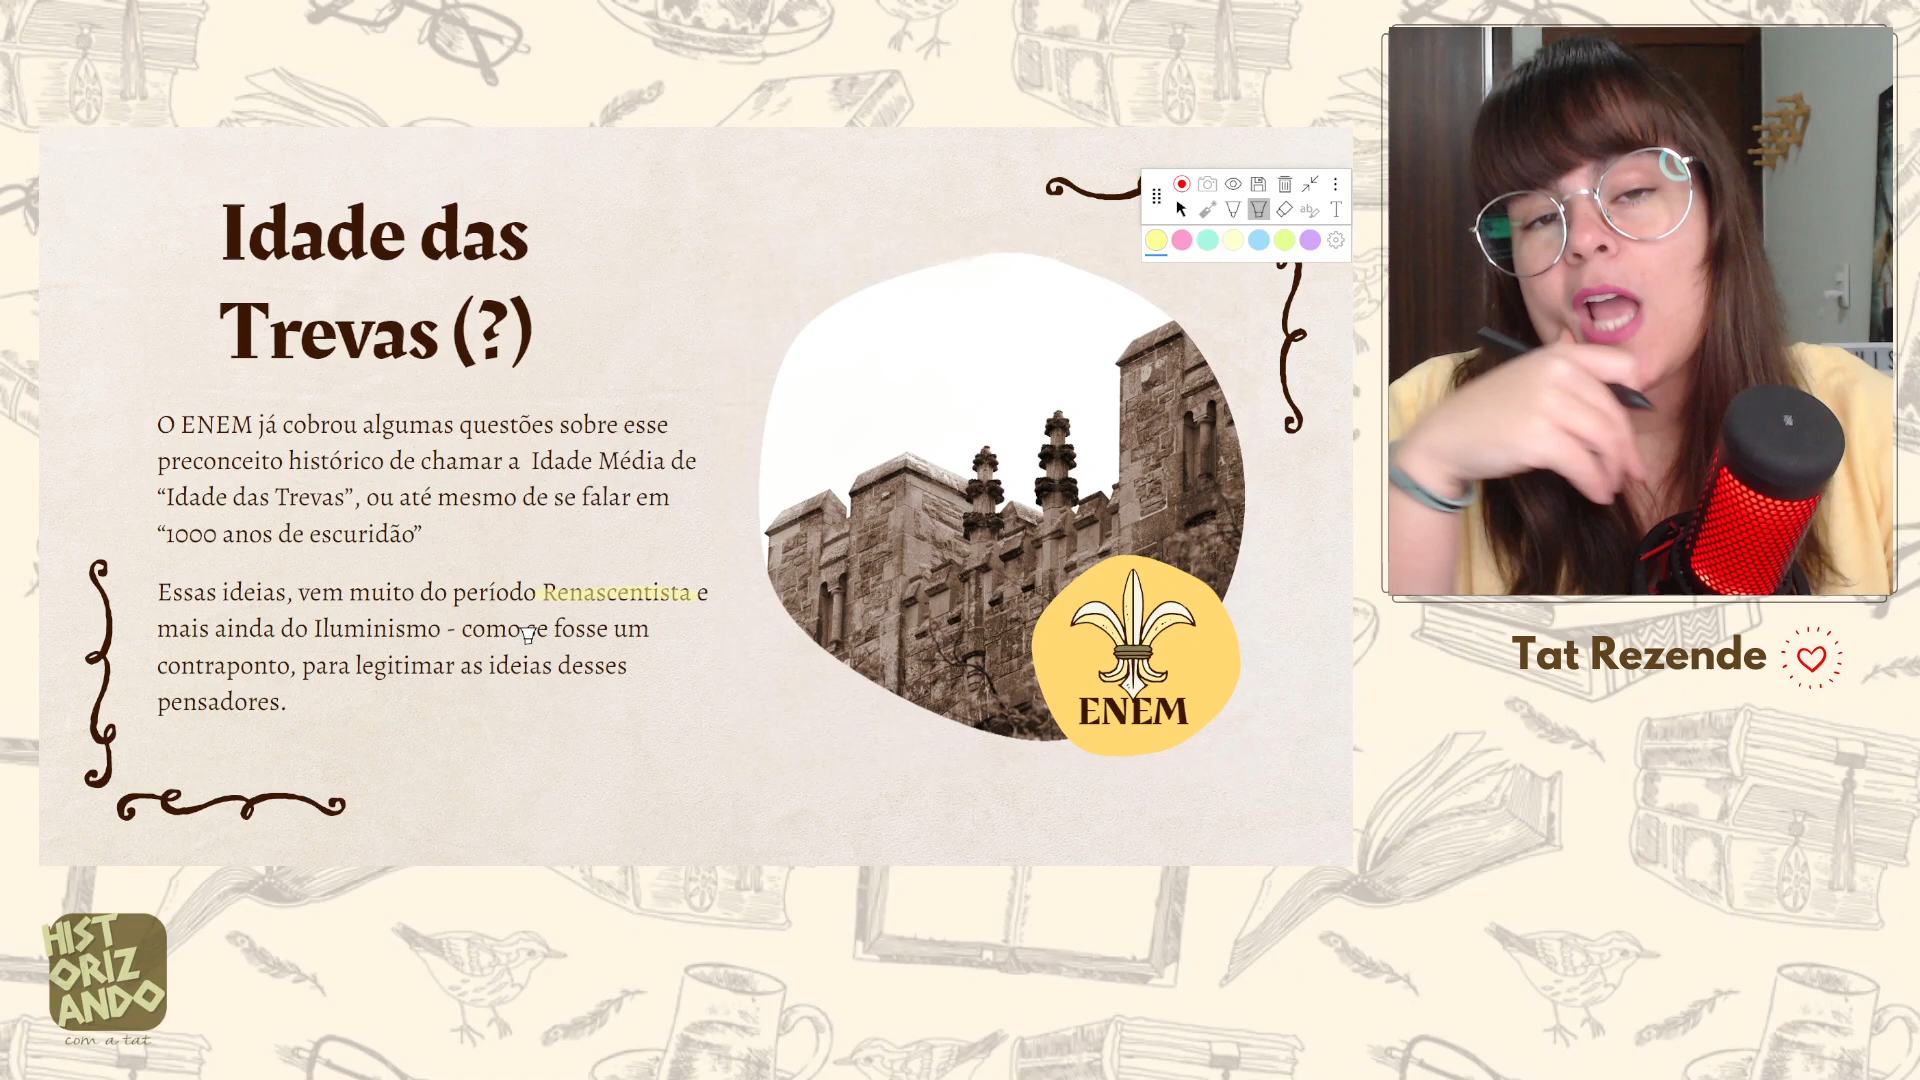 Idade das
Trevas (?)
O ENEM já cobrou algumas questões sobre esse
preconceito histórico de chamar a Idade Média de
“Idade das Trevas”, ou até mesmo de se falar em
“1000 anos de escuridão”
Essas ideias, vem muito do período Renascentista e
mais ainda do Iluminismo - como se fosse um
contraponto, para legitimar as ideias desses
pensadores.
ENEM
Tat Rezende
HIST
ORIZ
ANDO
com a tat